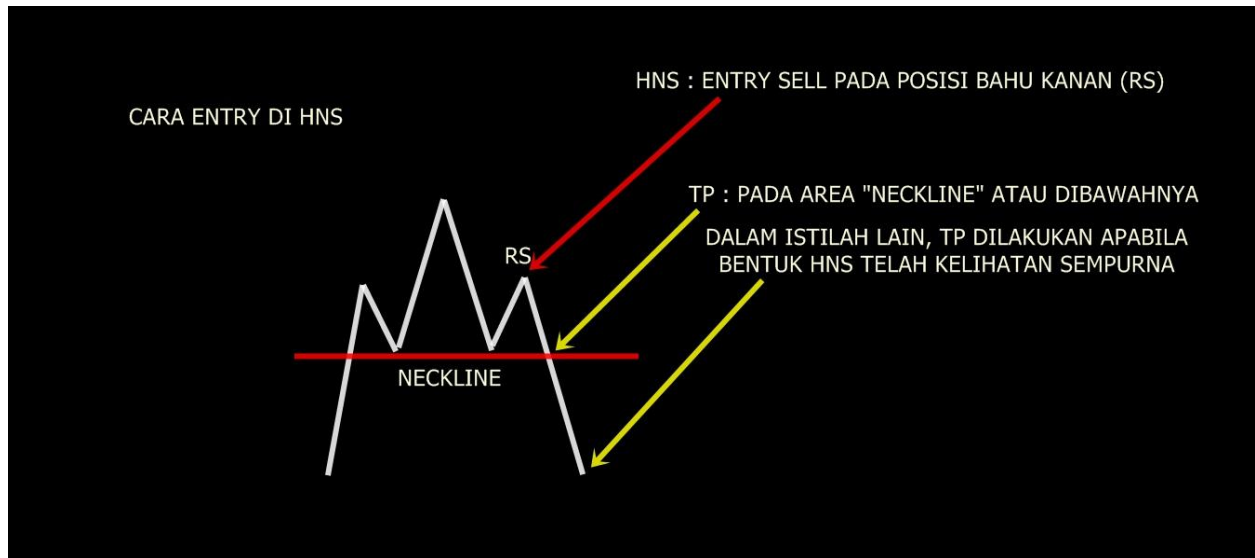 HNS : ENTRY SELL PADA POSISI BAHU KANAN (RS)
CARA ENTRY DI HNS
TP : PADA AREA "NECKLINE" ATAU DIBAWAHNYA
DALAM ISTILAH LAIN, TP DILAKUKAN APABILA
BENTUK HNS TELAH KELIHATAN SEMPURNA
RS
NECKLINE